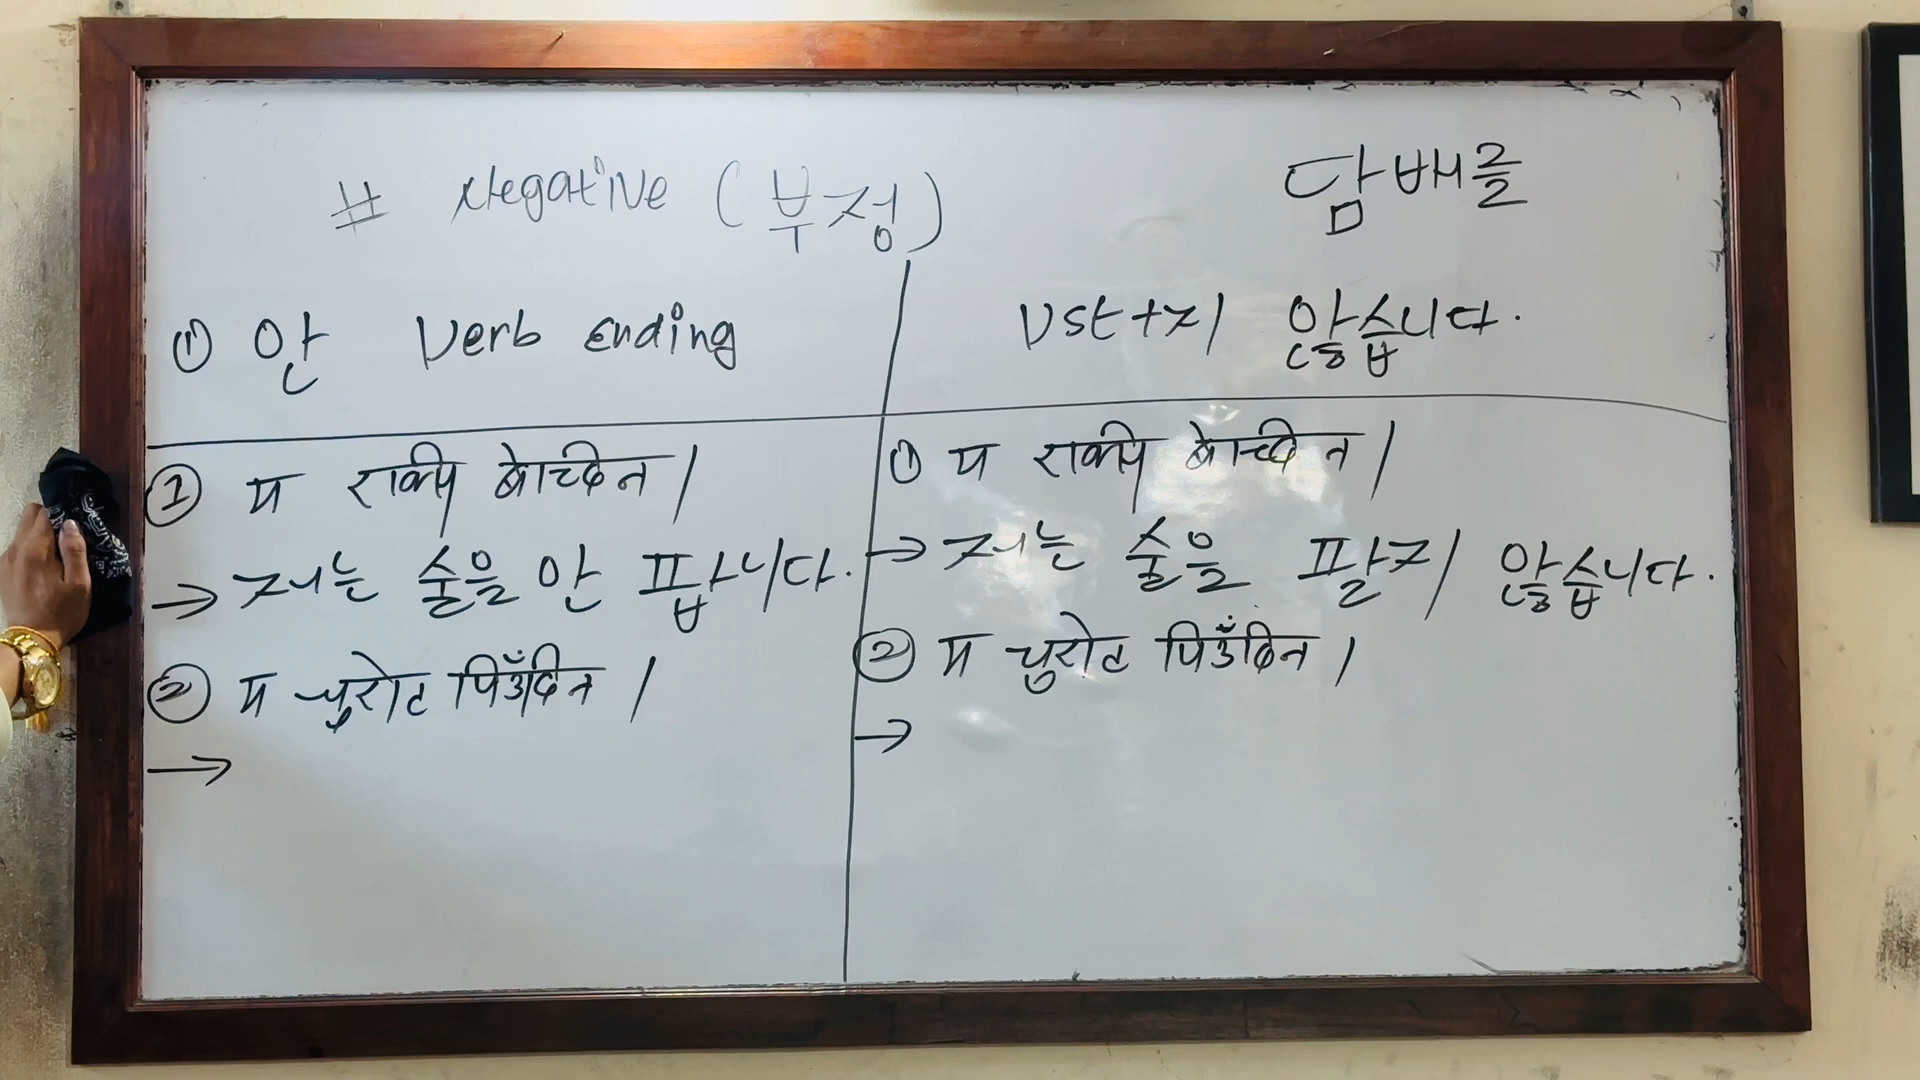 # Negative (부정)
담배를
① 안 Verb ending
Vst+지 않습니다.
① म राक्सी बेच्दिन।
→ 저는 술을 안 팝니다.
② म चुरोट पिउँदिन।
→
① म राक्सी बेच्दिन।
→ 저는 술을 팔지 않습니다.
② म चुरोट पिउँदिन।
→